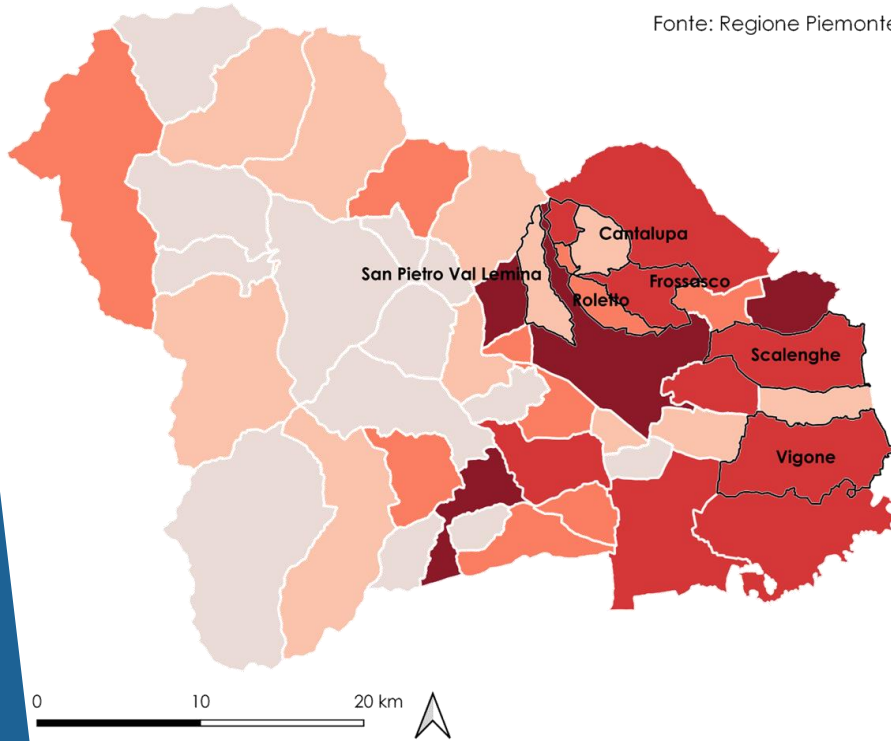 Fonte: Regione Piemonte
Cantalupa
San Pietro Val Lemina
Frossasco
Roletto
Scalenghe
Vigone
0 10 20 km